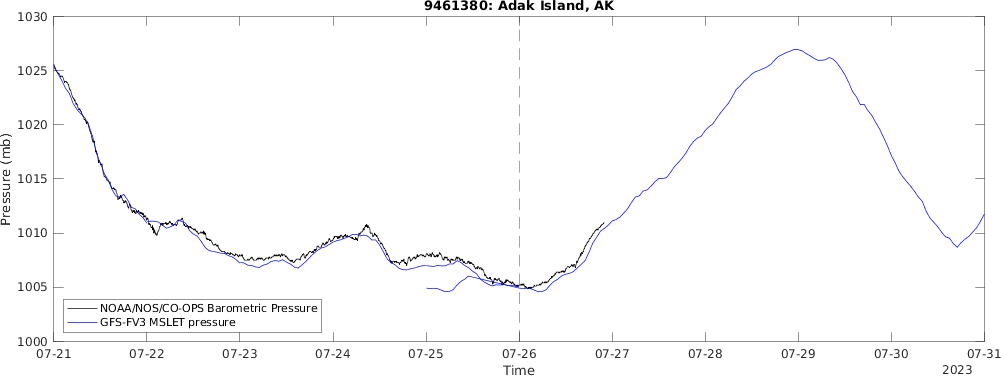 9461380: Adak Island, AK
Pressure (mb)
1030
1025
1020
1015
1010
1005
1000
NOAA/NOS/CO-OPS Barometric Pressure
GFS-FV3 MSLET pressure
07-21 07-22 07-23 07-24 07-25 07-26 07-27 07-28 07-29 07-30 07-31
Time
2023